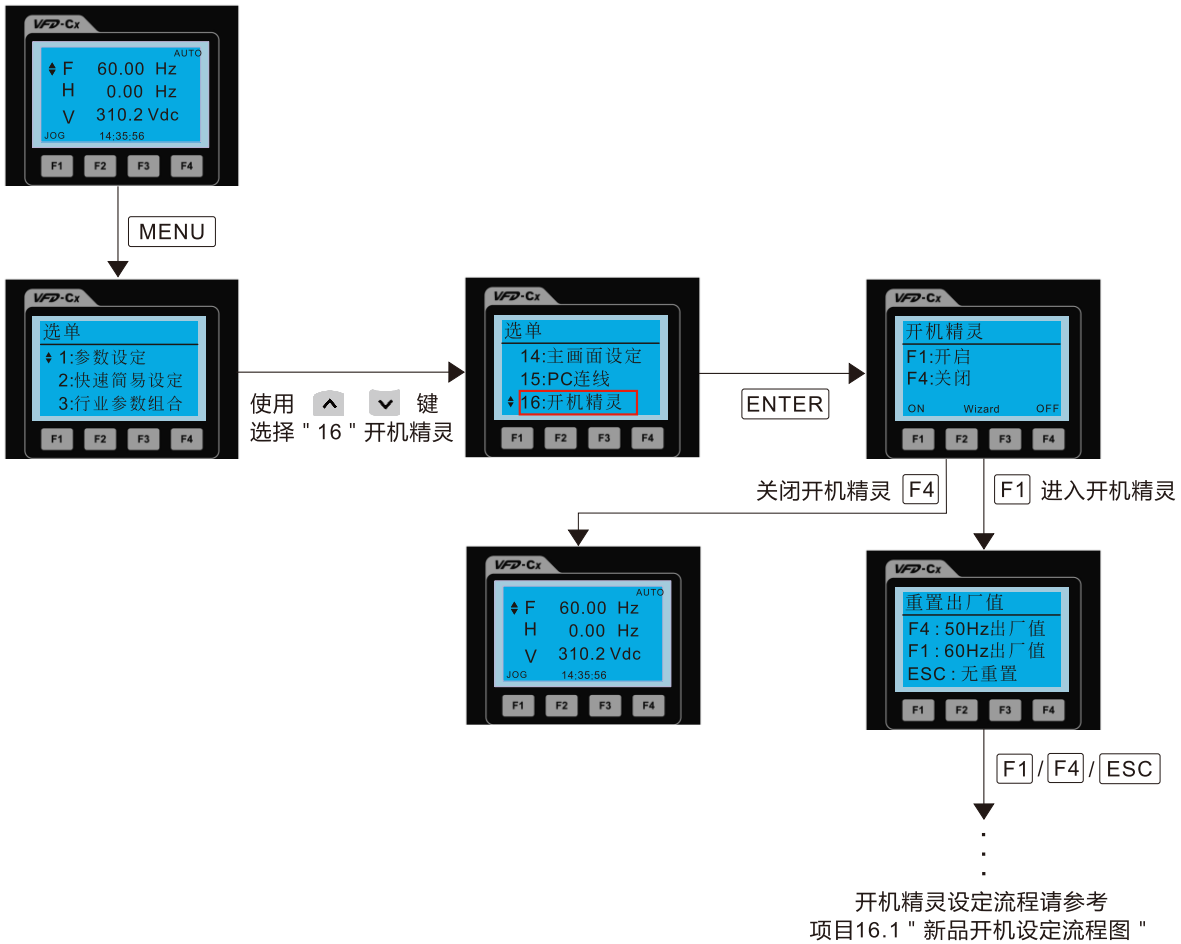 VFD-Cx
AUTO
F 60.00 Hz
H 0.00 Hz
V 310.2 Vdc
JOG 14:35:56
F1 F2 F3 F4
MENU
VFD-Cx
选单
1:参数设定
2:快速简易设定
3:行业参数组合
F1 F2 F3 F4
使用 键
选择 " 16 " 开机精灵
VFD-Cx
选单
14:主画面设定
15:PC连线
16:开机精灵
F1 F2 F3 F4
ENTER
VFD-Cx
开机精灵
F1:开启
F4:关闭
ON Wizard OFF
F1 F2 F3 F4
关闭开机精灵 F4
F1 进入开机精灵
VFD-Cx
AUTO
F 60.00 Hz
H 0.00 Hz
V 310.2 Vdc
JOG 14:35:56
F1 F2 F3 F4
VFD-Cx
重置出厂值
F4 : 50Hz出厂值
F1 : 60Hz出厂值
ESC : 无重置
F1 F2 F3 F4
F1 / F4 / ESC
开机精灵设定流程请参考
项目16.1 " 新品开机设定流程图 "